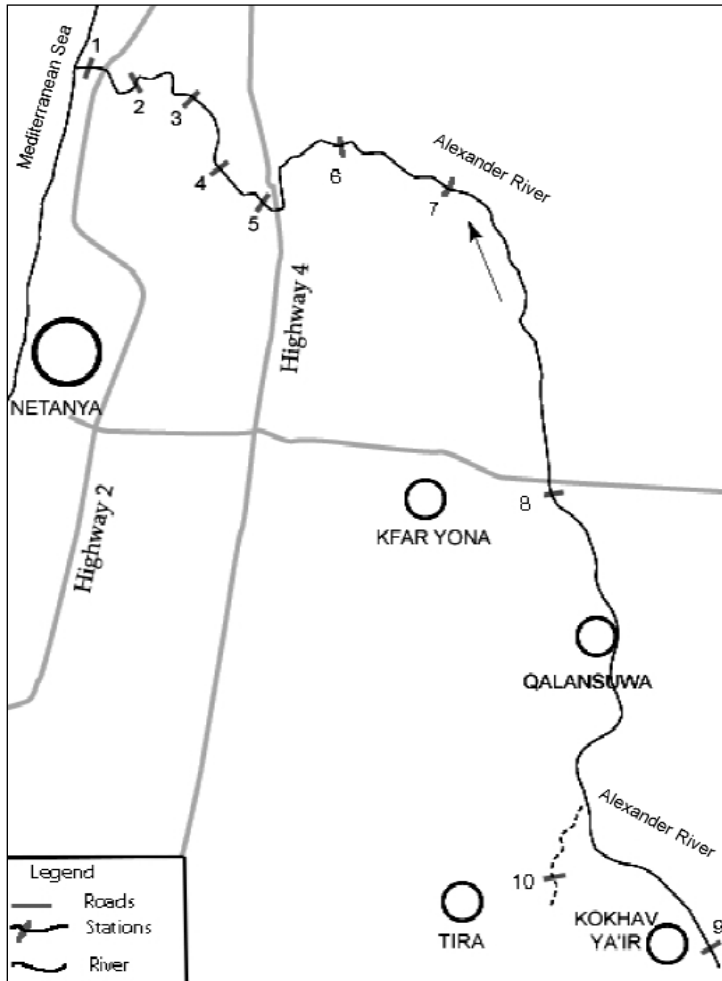 Mediterranean Sea
1
2
3
4
5
6
7
Alexander River
Highway 4
NETANYA
Highway 2
8
KFAR YONA
QALANSUWA
Alexander River
10
TIRA
KOKHAV
YA'IR
9
Legend
Roads
Stations
River